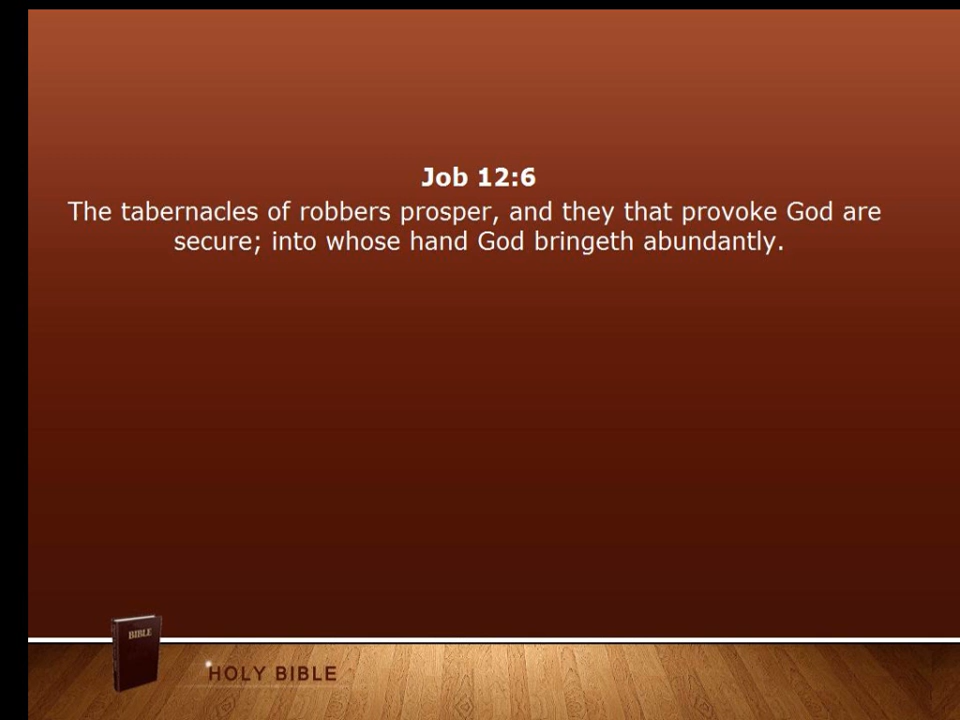 Job 12:6
The tabernacles of robbers prosper, and they that provoke God are
secure; into whose hand God bringeth abundantly.
BIBLE
HOLY BIBLE